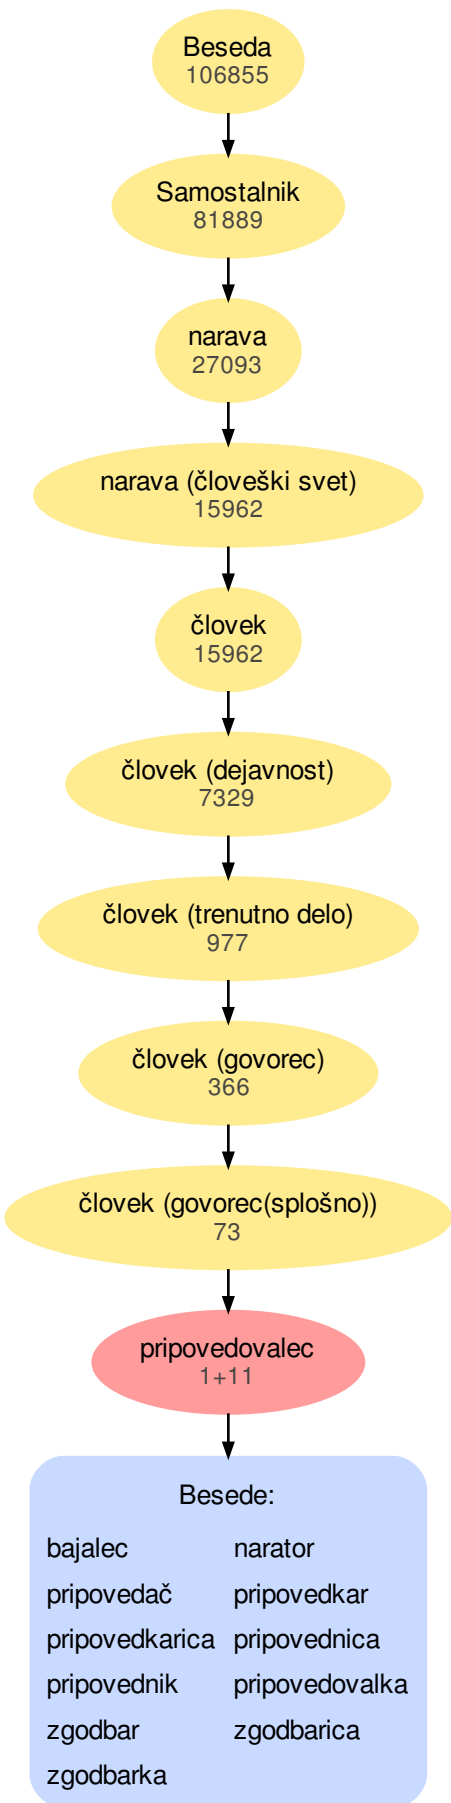 Beseda
106855
Samostalnik
81889
narava
27093
narava (človeški svet)
15962
človek
15962
človek (dejavnost)
7329
človek (trenutno delo)
977
človek (govorec)
366
človek (govorec(splošno))
73
pripovedovalec
1+11
Besede:
bajalec narator
pripovedač pripovedkar
pripovedkarica pripovednica
pripovednik pripovedovalka
zgodbar zgodbarica
zgodbarka